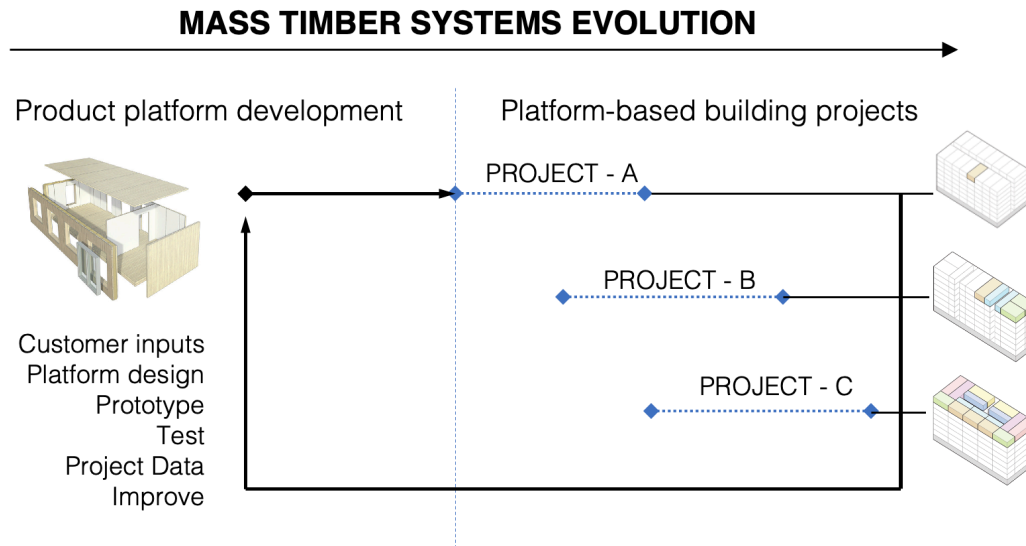 MASS TIMBER SYSTEMS EVOLUTION
Product platform development
Platform-based building projects
PROJECT - A
PROJECT - B
PROJECT - C
Customer inputs
Platform design
Prototype
Test
Project Data
Improve